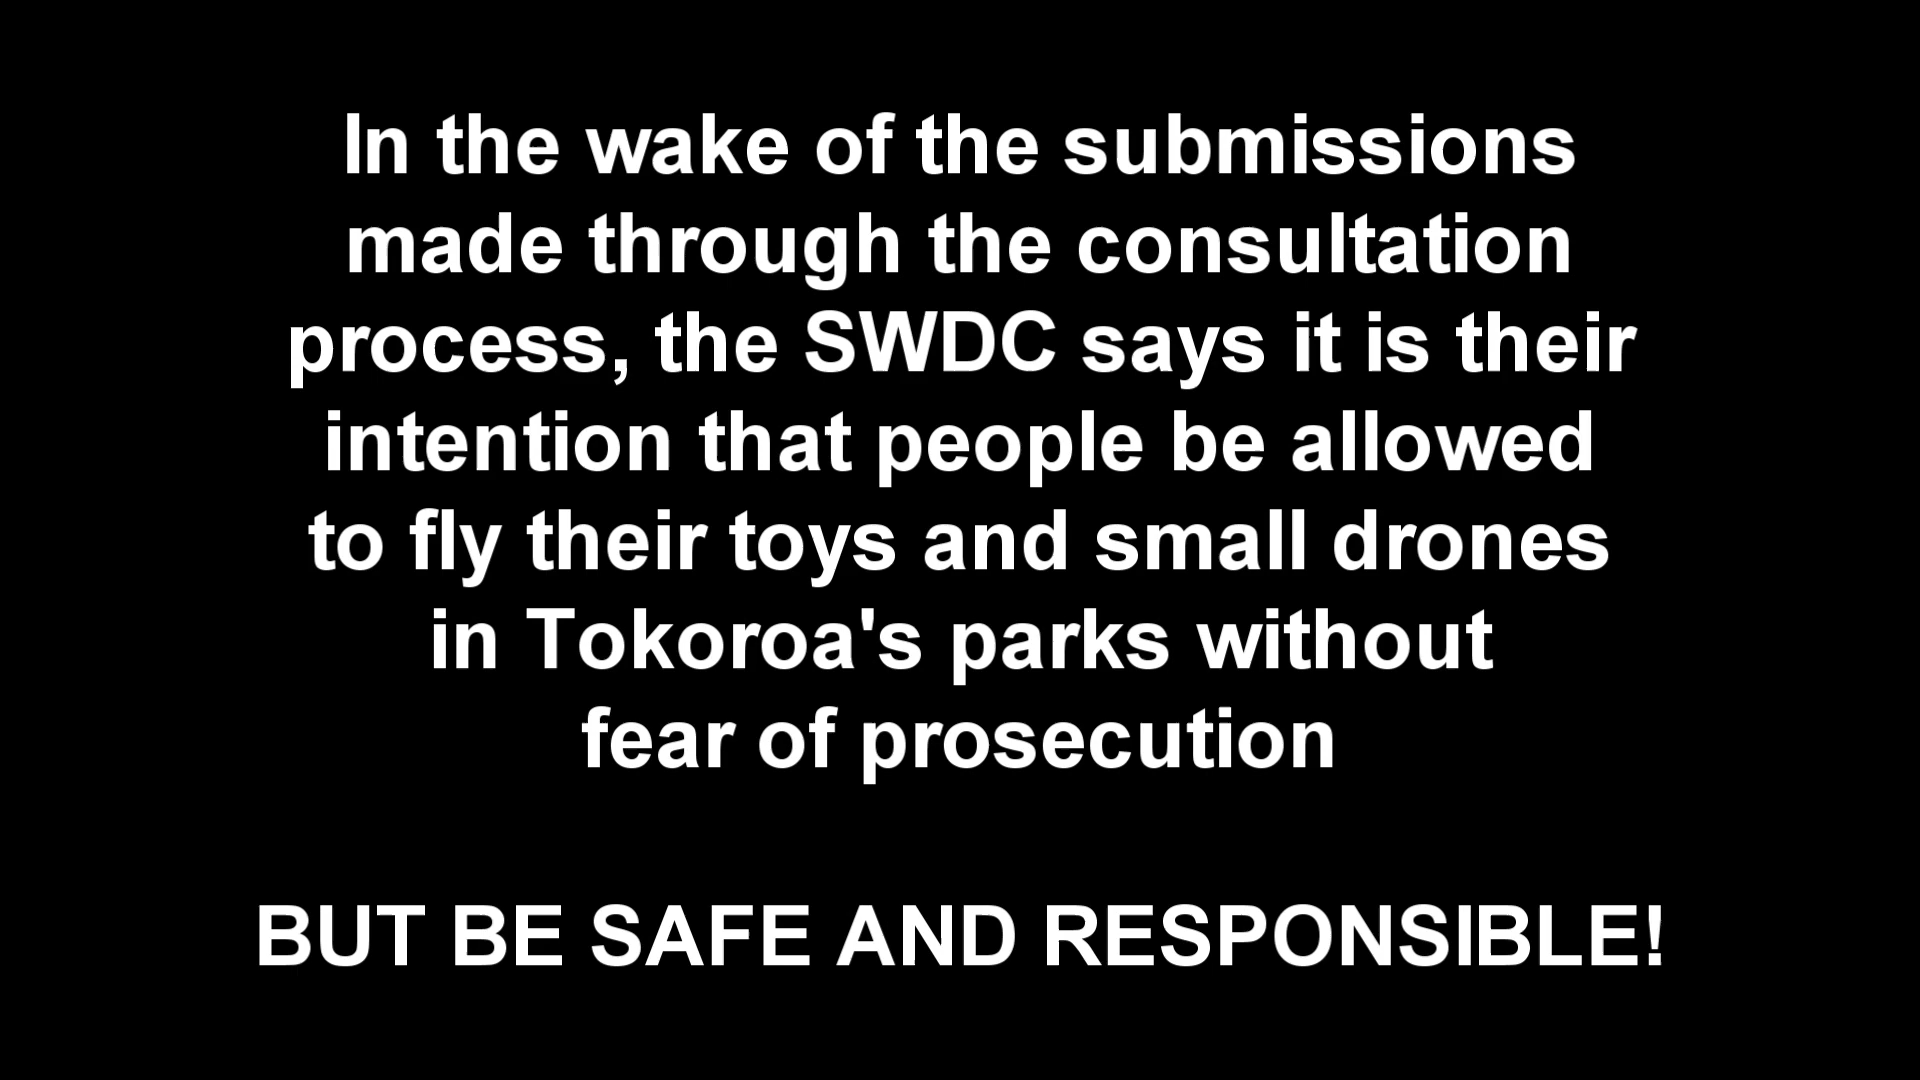 In the wake of the submissions
made through the consultation
process, the SWDC says it is their
intention that people be allowed
to fly their toys and small drones
in Tokoroa's parks without
fear of prosecution
BUT BE SAFE AND RESPONSIBLE!